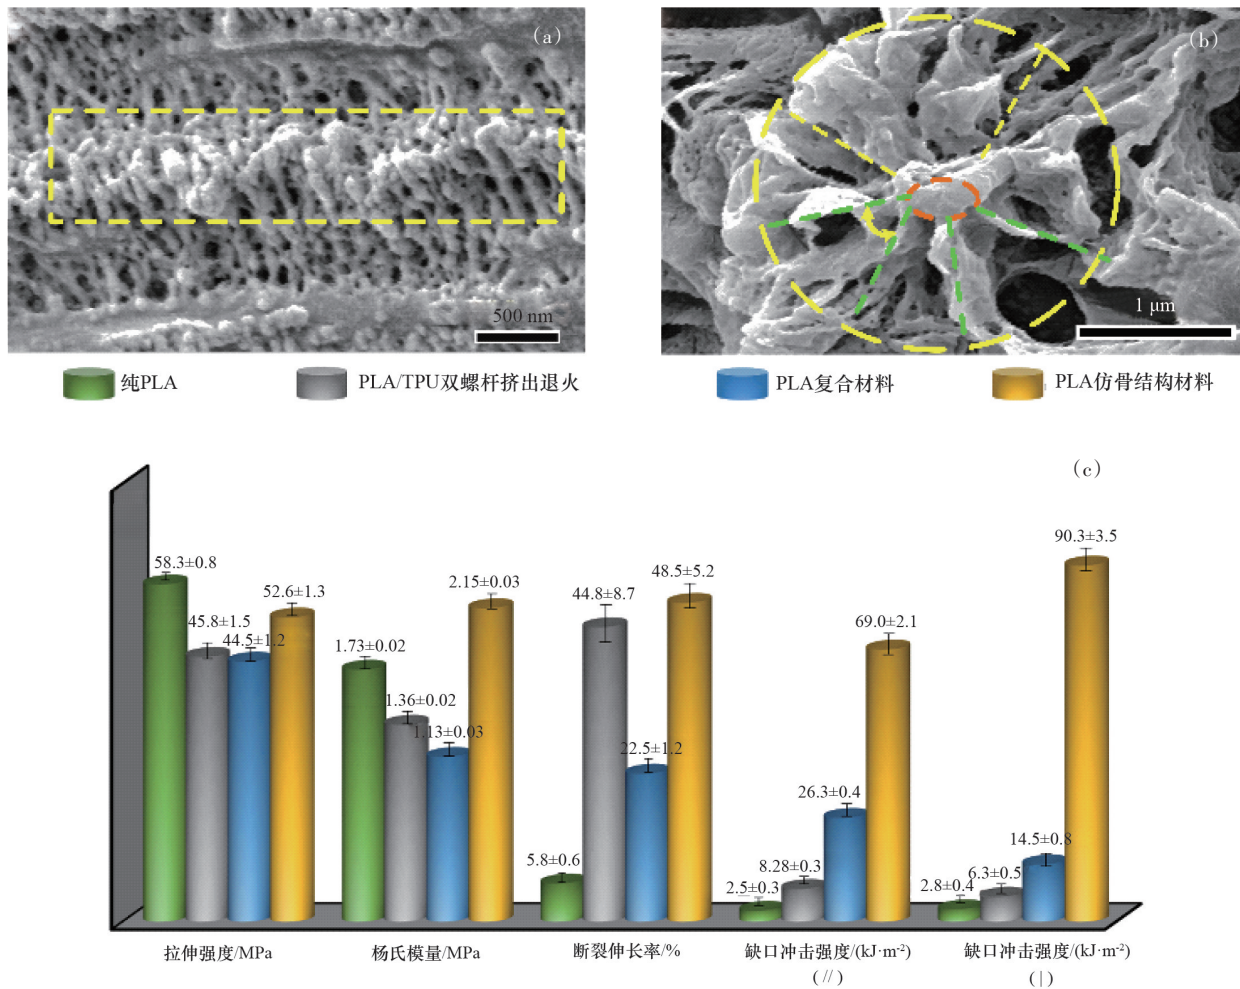 (a)
(b)
500 nm
1 μm
纯PLA
PLA/TPU双螺杆挤出退火
PLA复合材料
PLA仿骨结构材料
(c)
58.3±0.8
45.8±1.5
44.5±1.2
52.6±1.3
1.73±0.02
1.36±0.02
1.13±0.03
2.15±0.03
5.8±0.6
44.8±8.7
22.5±1.2
48.5±5.2
2.5±0.3
8.28±0.3
26.3±0.4
69.0±2.1
2.8±0.4
6.3±0.5
14.5±0.8
90.3±3.5
拉伸强度/MPa
杨氏模量/MPa
断裂伸长率/%
缺口冲击强度/(kJ·m⁻²)
(//)
缺口冲击强度/(kJ·m⁻²)
(|)